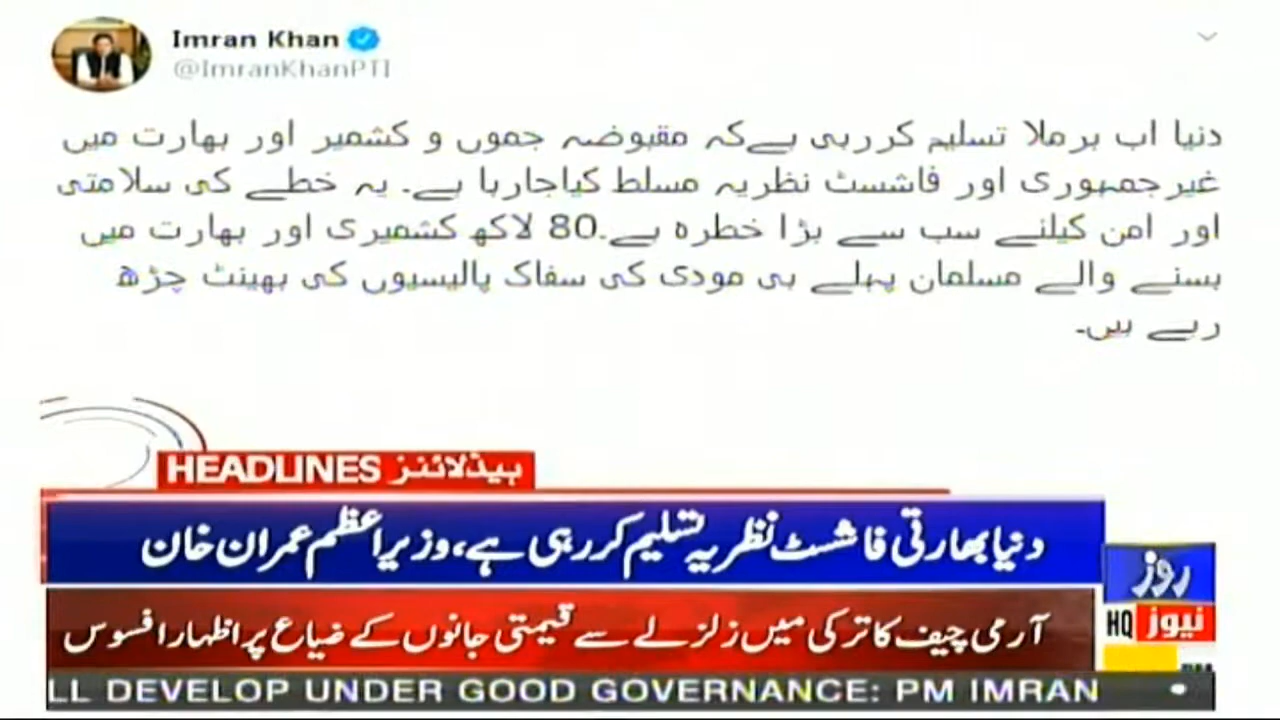 Imran Khan
@ImranKhanPTI
دنیا اب برملا تسلیم کررہی ہےکہ مقبوضہ جموں و کشمیر اور بھارت میں
غیرجمہوری اور فاشسٹ نظریہ مسلط کیاجارہا ہے۔ یہ خطے کی سلامتی
اور امن کیلئے سب سے بڑا خطرہ ہے۔80 لاکھ کشمیری اور بھارت میں
بسنے والے مسلمان پہلے ہی مودی کی سفاک پالیسیوں کی بھینٹ چڑھ
رہے ہیں۔
HEADLINES ہیڈلائنز
دنیا بھارتی فاشسٹ نظریہ تسلیم کر رہی ہے، وزیراعظم عمران خان
روز
آرمی چیف کا ترکی میں زلزلے سے قیمتی جانوں کے ضیاع پر اظہار افسوس
HQ نیوز
LL DEVELOP UNDER GOOD GOVERNANCE: PM IMRAN